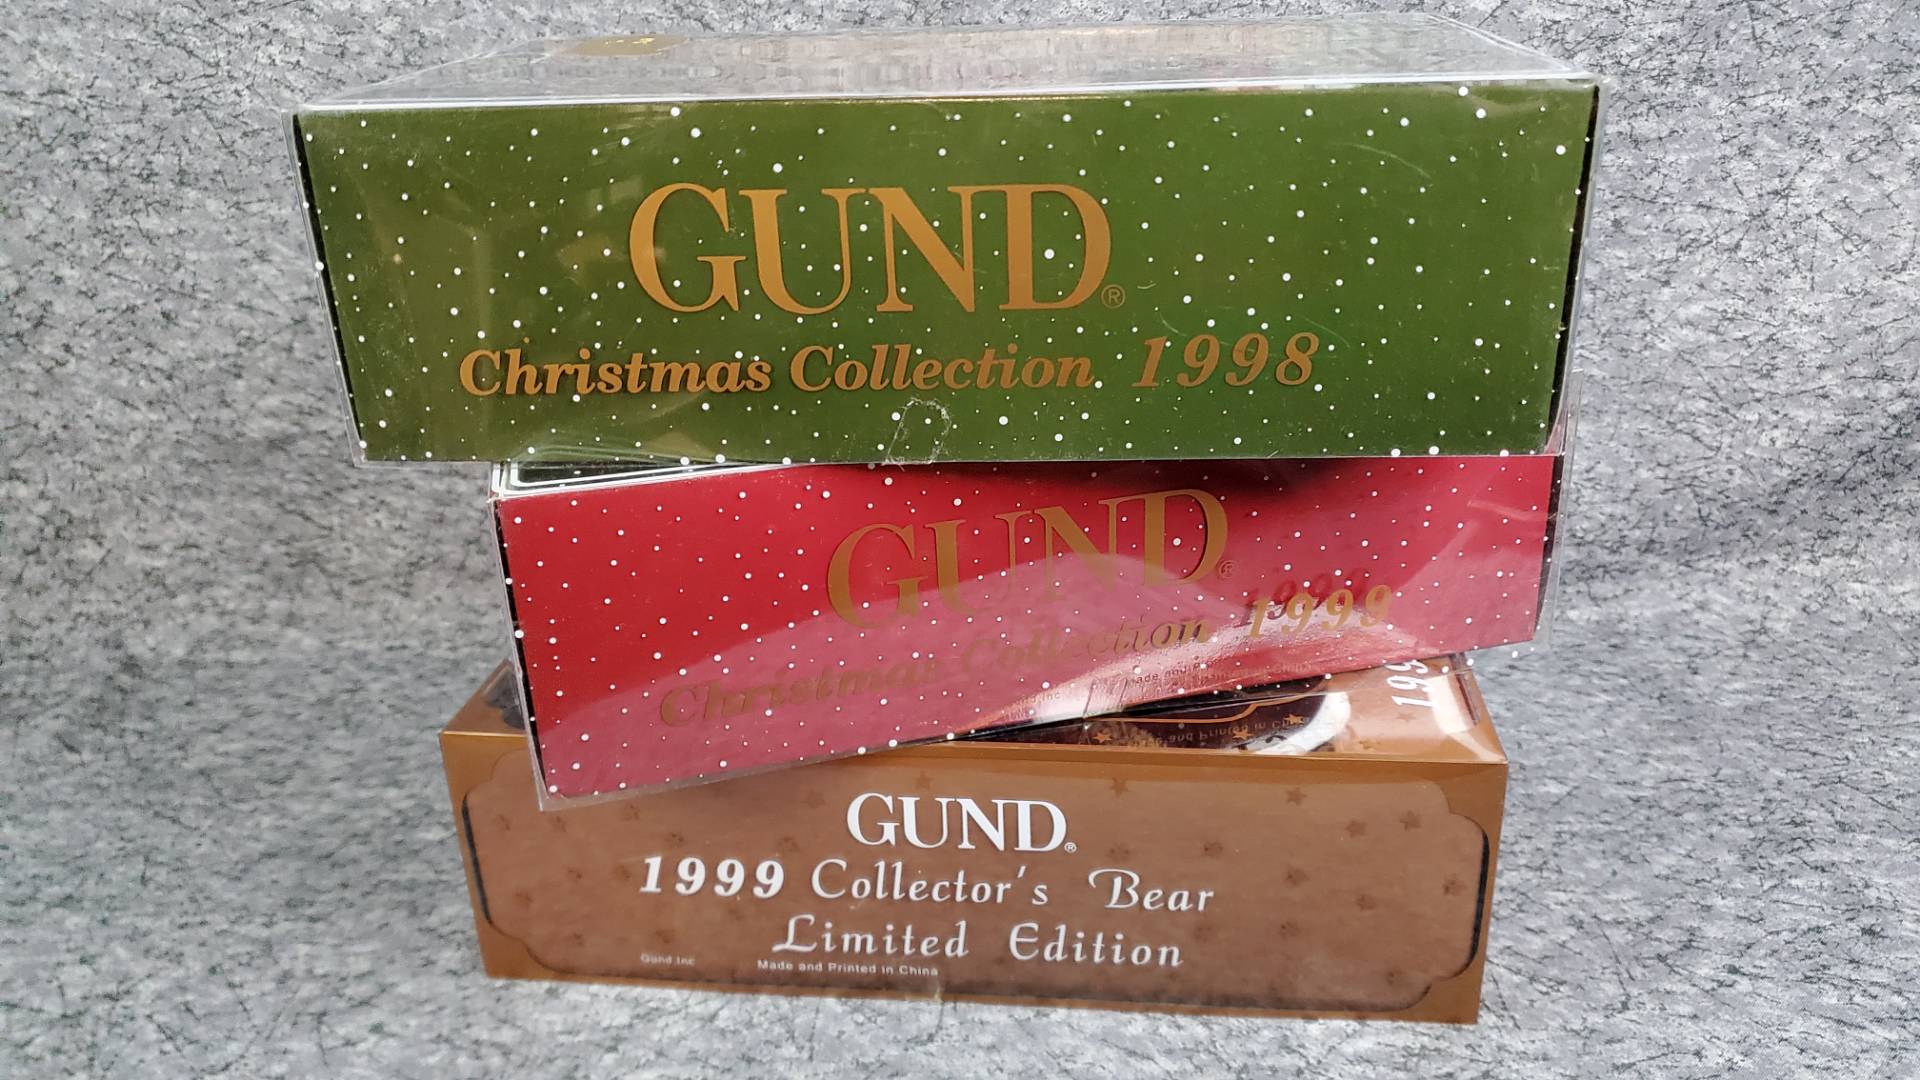 GUND®
Christmas Collection 1998
GUND®
Christmas Collection 1999
GUND®
1999 Collector's Bear
Limited Edition
Gund Inc
Made and Printed in China